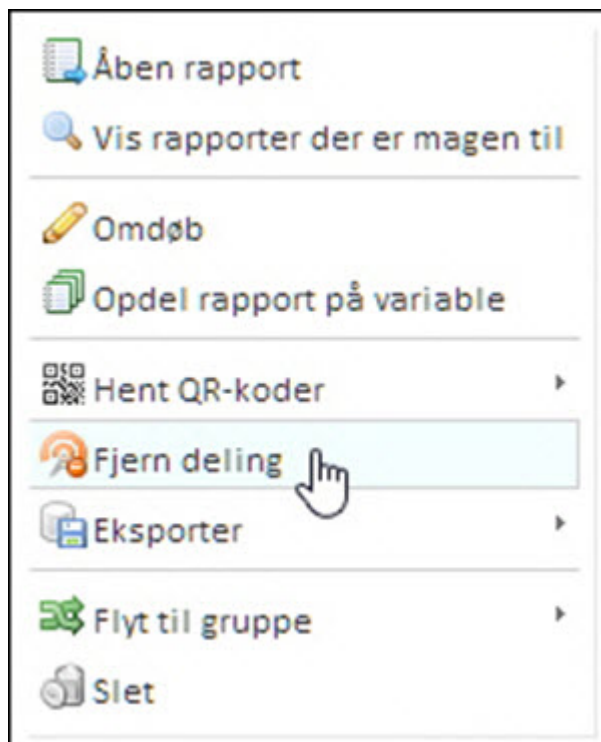 Åben rapport
Vis rapporter der er magen til
Omdøb
Opdel rapport på variable
Hent QR-koder
Fjern deling
Eksporter
Flyt til gruppe
Slet